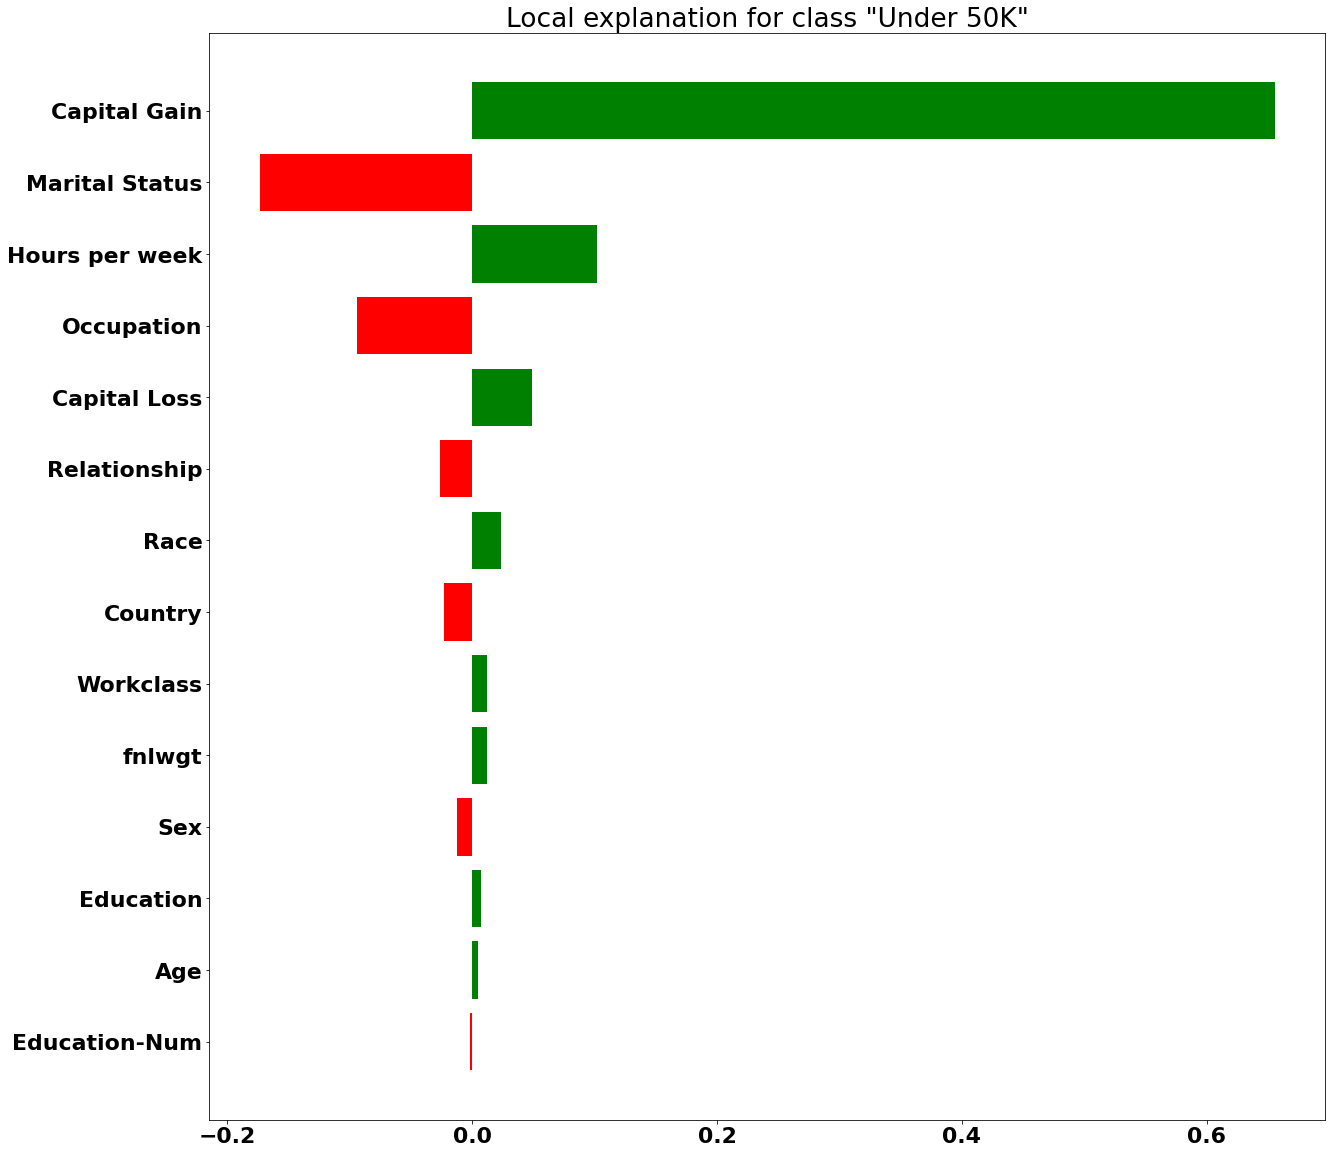 Local explanation for class "Under 50K"
Capital Gain
Marital Status
Hours per week
Occupation
Capital Loss
Relationship
Race
Country
Workclass
fnlwgt
Sex
Education
Age
Education-Num
−0.2 0.0 0.2 0.4 0.6